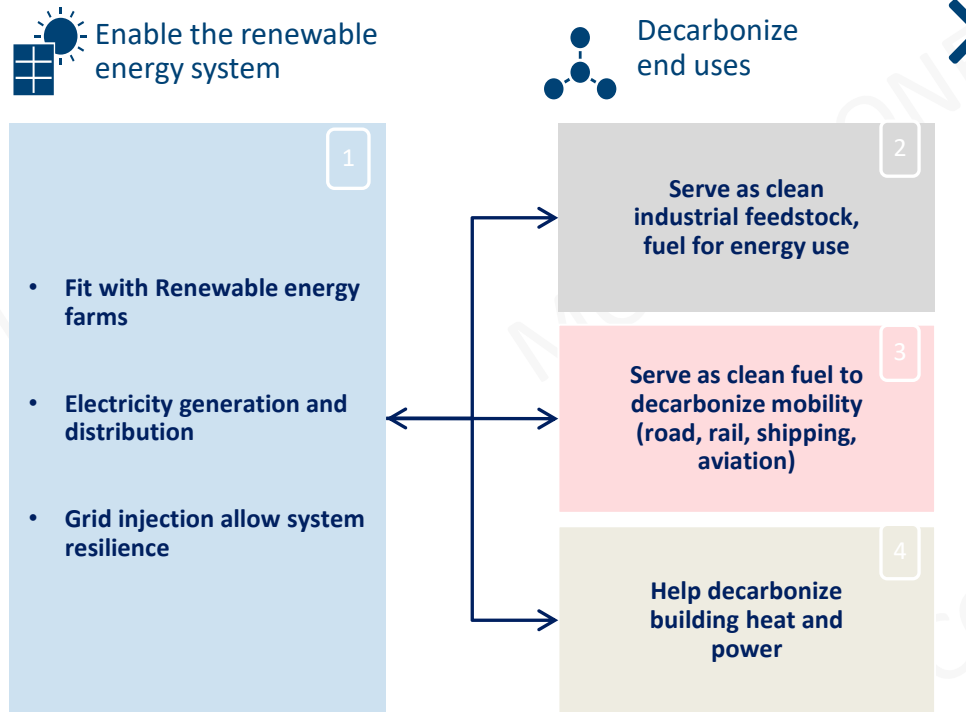 Enable the renewable
energy system
1
• Fit with Renewable energy
farms
• Electricity generation and
distribution
• Grid injection allow system
resilience
Decarbonize
end uses
2
Serve as clean
industrial feedstock,
fuel for energy use
3
Serve as clean fuel to
decarbonize mobility
(road, rail, shipping,
aviation)
4
Help decarbonize
building heat and
power